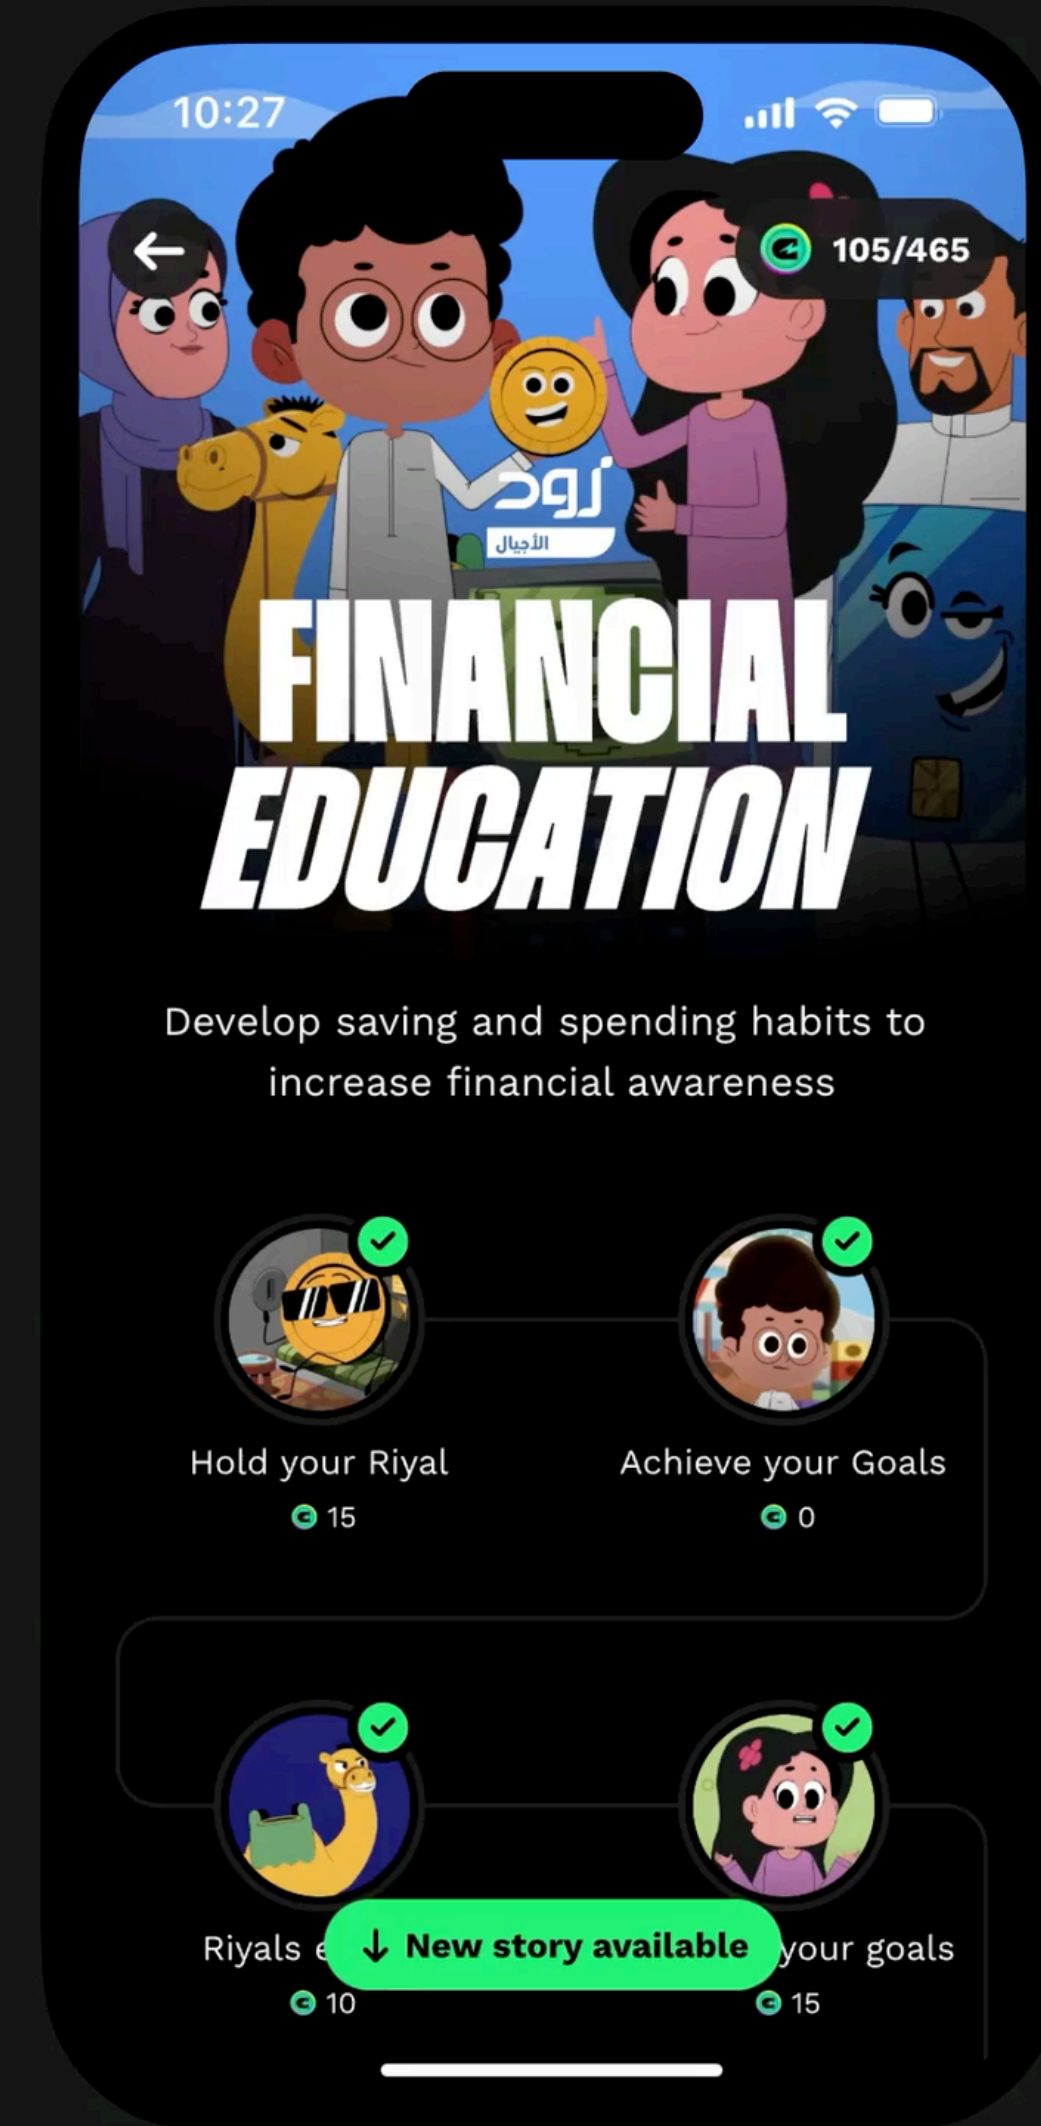 10:27
105/465
زود
الأجيال
FINANCIAL
EDUCATION
Develop saving and spending habits to
increase financial awareness
Hold your Riyal
15
Achieve your Goals
0
Riyals
New story available
your goals
10
15